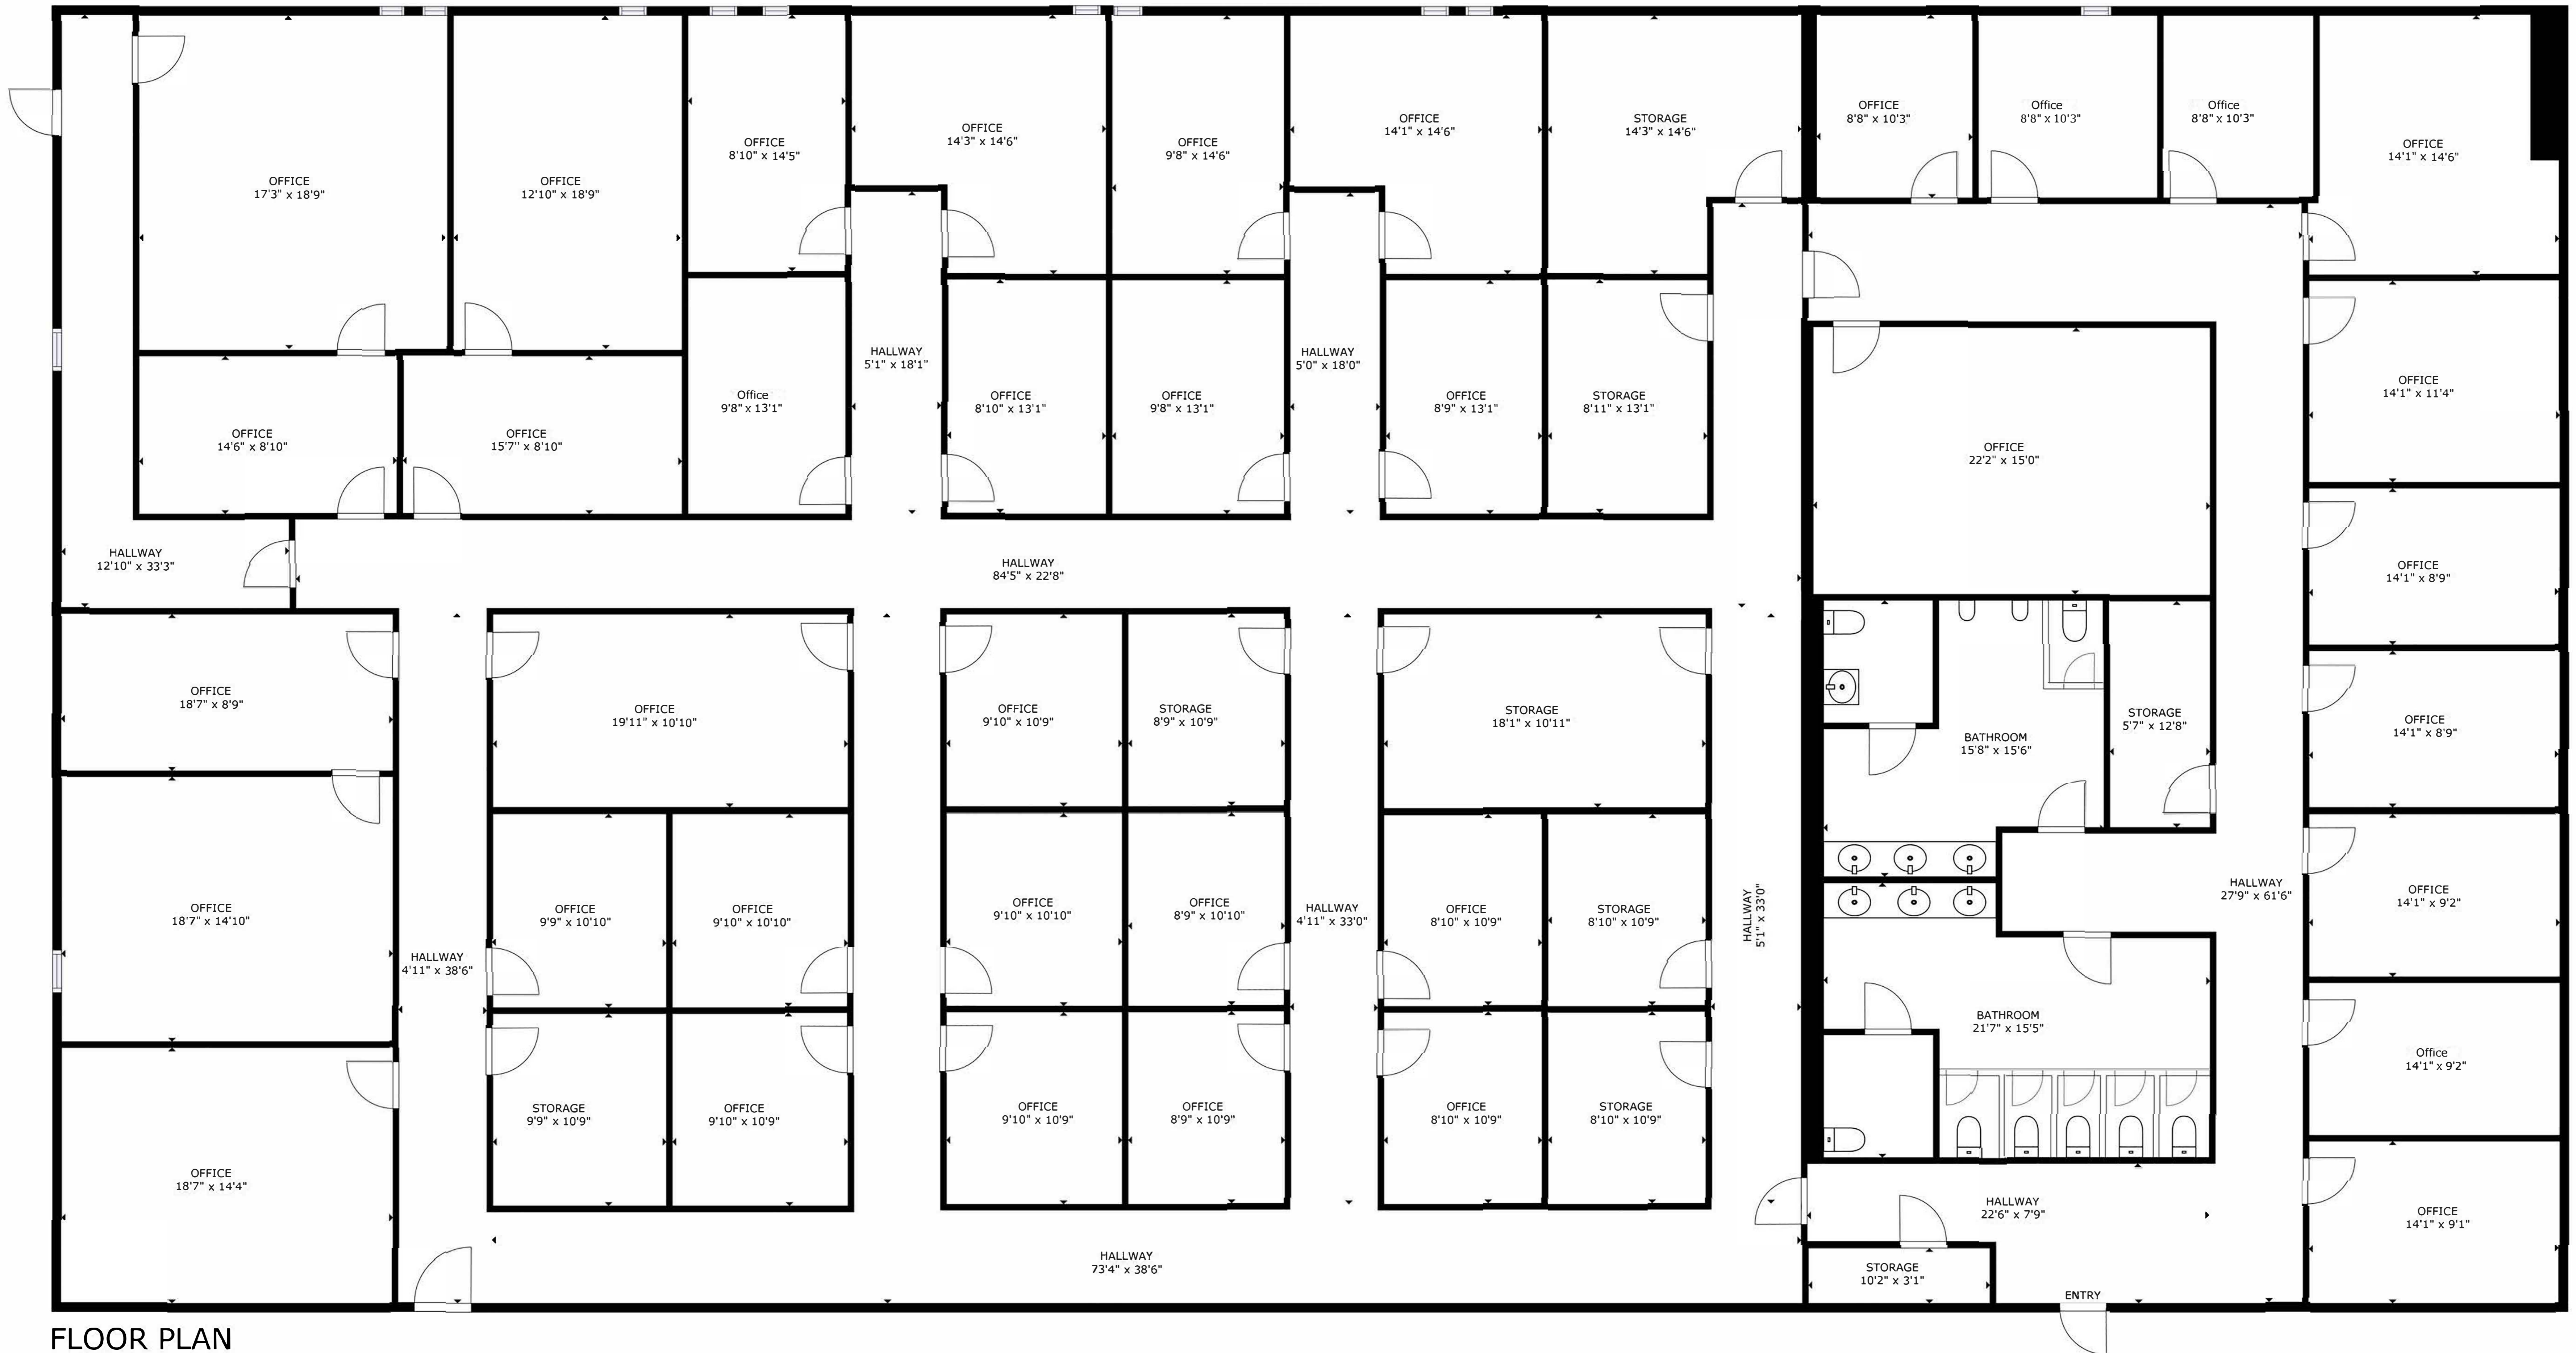 OFFICE
17'3" x 18'9"
OFFICE
12'10" x 18'9"
OFFICE
8'10" x 14'5"
OFFICE
14'3" x 14'6"
OFFICE
9'8" x 14'6"
OFFICE
14'1" x 14'6"
STORAGE
14'3" x 14'6"
OFFICE
8'8" x 10'3"
Office
8'8" x 10'3"
Office
8'8" x 10'3"
OFFICE
14'1" x 14'6"
OFFICE
14'6" x 8'10"
OFFICE
15'7" x 8'10"
Office
9'8" x 13'1"
HALLWAY
5'1" x 18'1"
OFFICE
8'10" x 13'1"
OFFICE
9'8" x 13'1"
HALLWAY
5'0" x 18'0"
OFFICE
8'9" x 13'1"
STORAGE
8'11" x 13'1"
OFFICE
22'2" x 15'0"
OFFICE
14'1" x 11'4"
HALLWAY
12'10" x 33'3"
HALLWAY
84'5" x 22'8"
OFFICE
14'1" x 8'9"
OFFICE
18'7" x 8'9"
OFFICE
19'11" x 10'10"
OFFICE
9'10" x 10'9"
STORAGE
8'9" x 10'9"
STORAGE
18'1" x 10'11"
BATHROOM
15'8" x 15'6"
STORAGE
5'7" x 12'8"
OFFICE
14'1" x 8'9"
OFFICE
18'7" x 14'10"
HALLWAY
4'11" x 38'6"
OFFICE
9'9" x 10'10"
OFFICE
9'10" x 10'10"
OFFICE
9'10" x 10'10"
OFFICE
8'9" x 10'10"
HALLWAY
4'11" x 33'0"
OFFICE
8'10" x 10'9"
STORAGE
8'10" x 10'9"
HALLWAY
5'1" x 33'0"
HALLWAY
27'9" x 61'6"
OFFICE
14'1" x 9'2"
BATHROOM
21'7" x 15'5"
Office
14'1" x 9'2"
OFFICE
18'7" x 14'4"
STORAGE
9'9" x 10'9"
OFFICE
9'10" x 10'9"
OFFICE
9'10" x 10'9"
OFFICE
8'9" x 10'9"
OFFICE
8'10" x 10'9"
STORAGE
8'10" x 10'9"
HALLWAY
22'6" x 7'9"
OFFICE
14'1" x 9'1"
HALLWAY
73'4" x 38'6"
STORAGE
10'2" x 3'1"
ENTRY
FLOOR PLAN